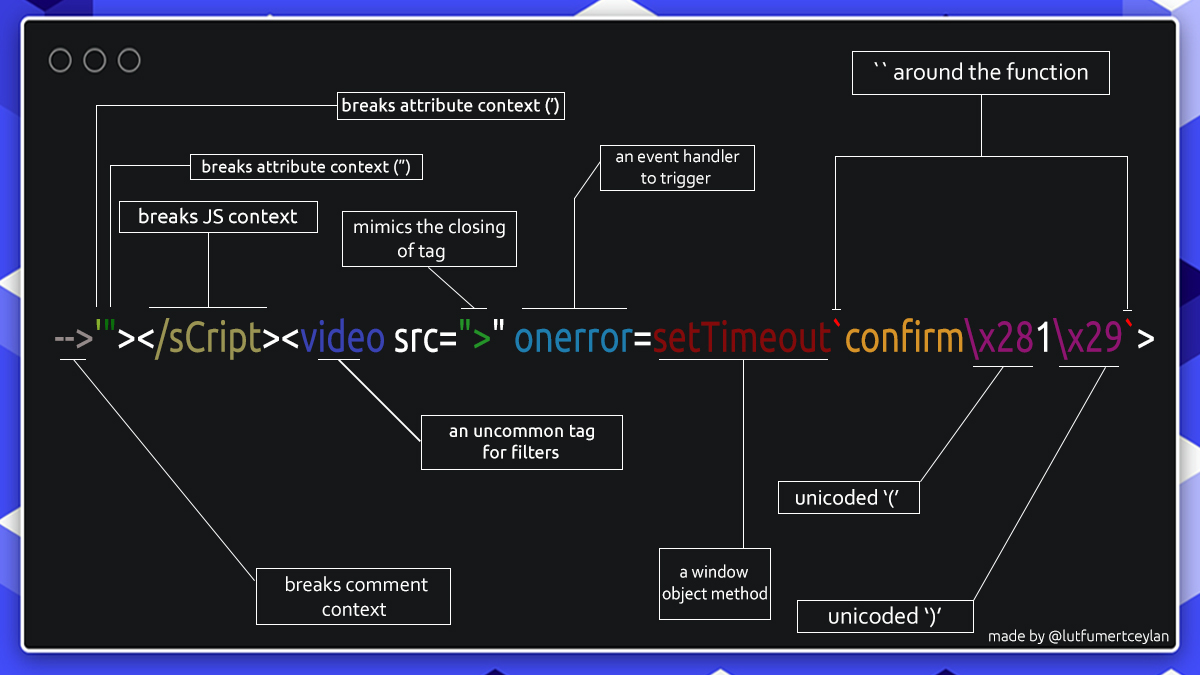 `` around the function
breaks attribute context (')
breaks attribute context (")
an event handler
to trigger
breaks JS context
mimics the closing
of tag
-->'"></sCript><video src=">" onerror=setTimeout`confirm\x281\x29`>
an uncommon tag
for filters
unicoded ‘(’
a window
object method
breaks comment
context
unicoded ‘)’
made by @lutfumertceylan